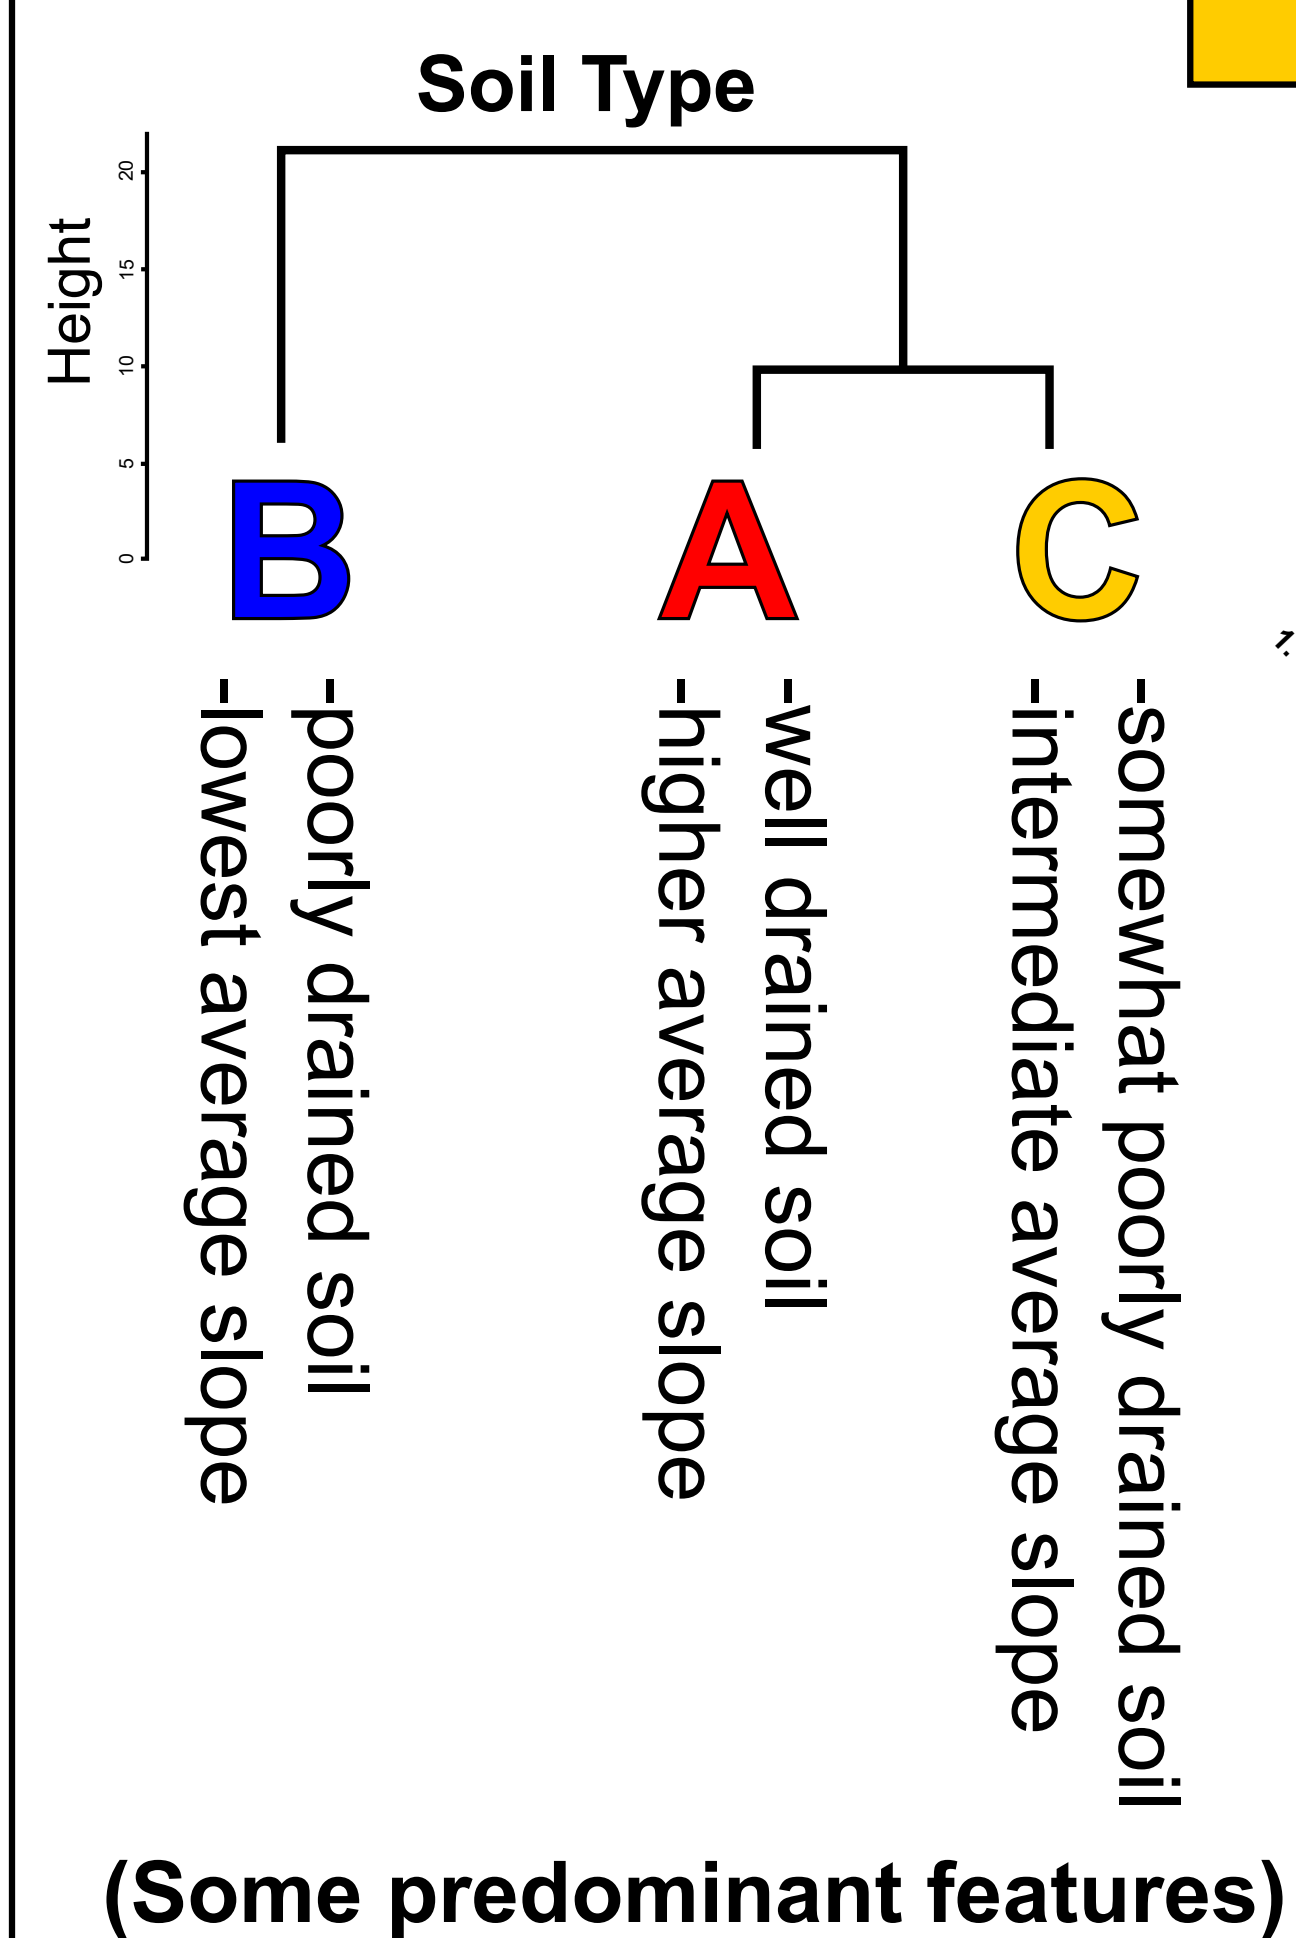 Soil Type
Height
20
15
10
5
0
B
A
C
-poorly drained soil
-lowest average slope
-well drained soil
-higher average slope
-somewhat poorly drained soil
-intermediate average slope
1.
(Some predominant features)